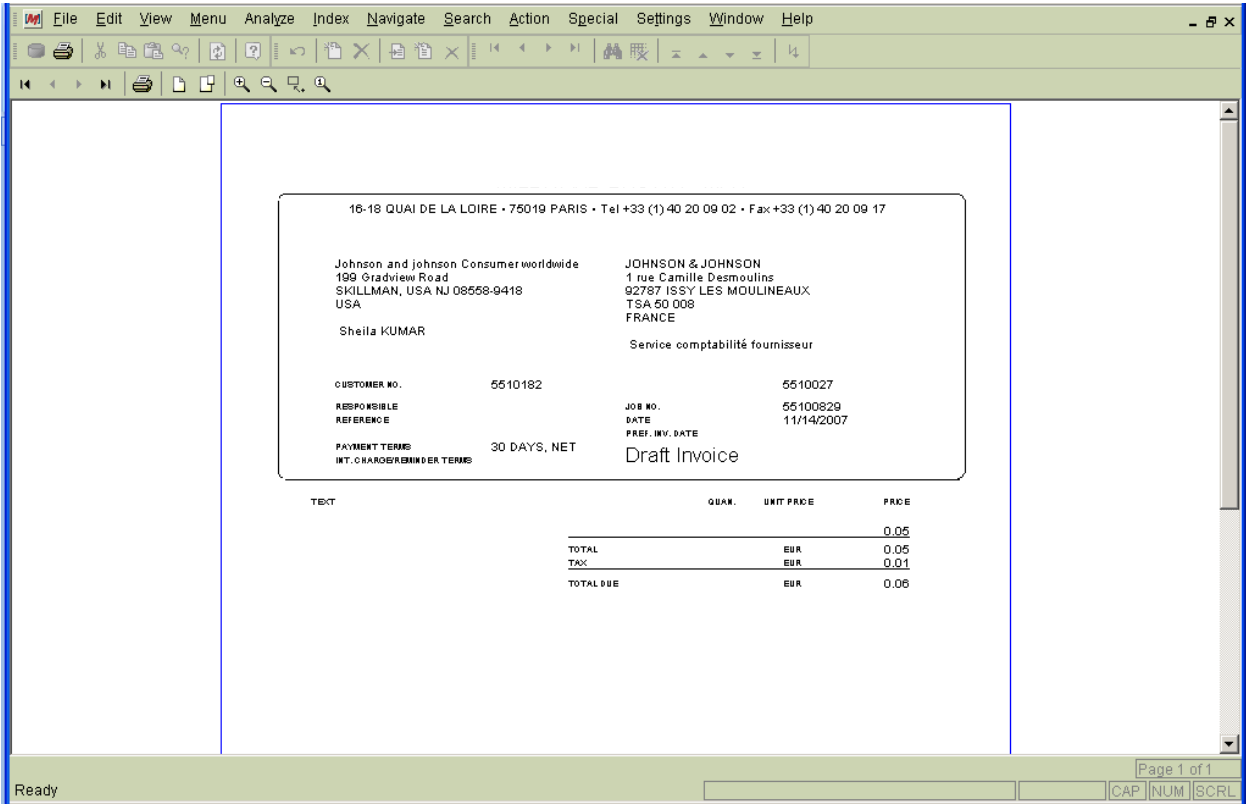 File Edit View Menu Analyze Index Navigate Search Action Special Settings Window Help
16-18 QUAI DE LA LOIRE • 75019 PARIS • Tel +33 (1) 40 20 09 02 • Fax +33 (1) 40 20 09 17
Johnson and johnson Consumer worldwide
199 Gradview Road
SKILLMAN, USA NJ 08558-9418
USA
Sheila KUMAR
JOHNSON & JOHNSON
1 rue Camille Desmoulins
92787 ISSY LES MOULINEAUX
TSA 50 008
FRANCE
Service comptabilité fournisseur
CUSTOMER NO. 5510182 5510027
RESPONSIBLE JOB NO. 55100829
REFERENCE DATE 11/14/2007
PREF. INV. DATE
PAYMENT TERMS 30 DAYS, NET
INT. CHARGE/REMINDER TERMS
Draft Invoice
TEXT QUAN. UNIT PRICE PRICE
0.05
TOTAL EUR 0.05
TAX EUR 0.01
TOTAL DUE EUR 0.06
Page 1 of 1
Ready CAP NUM SCRL